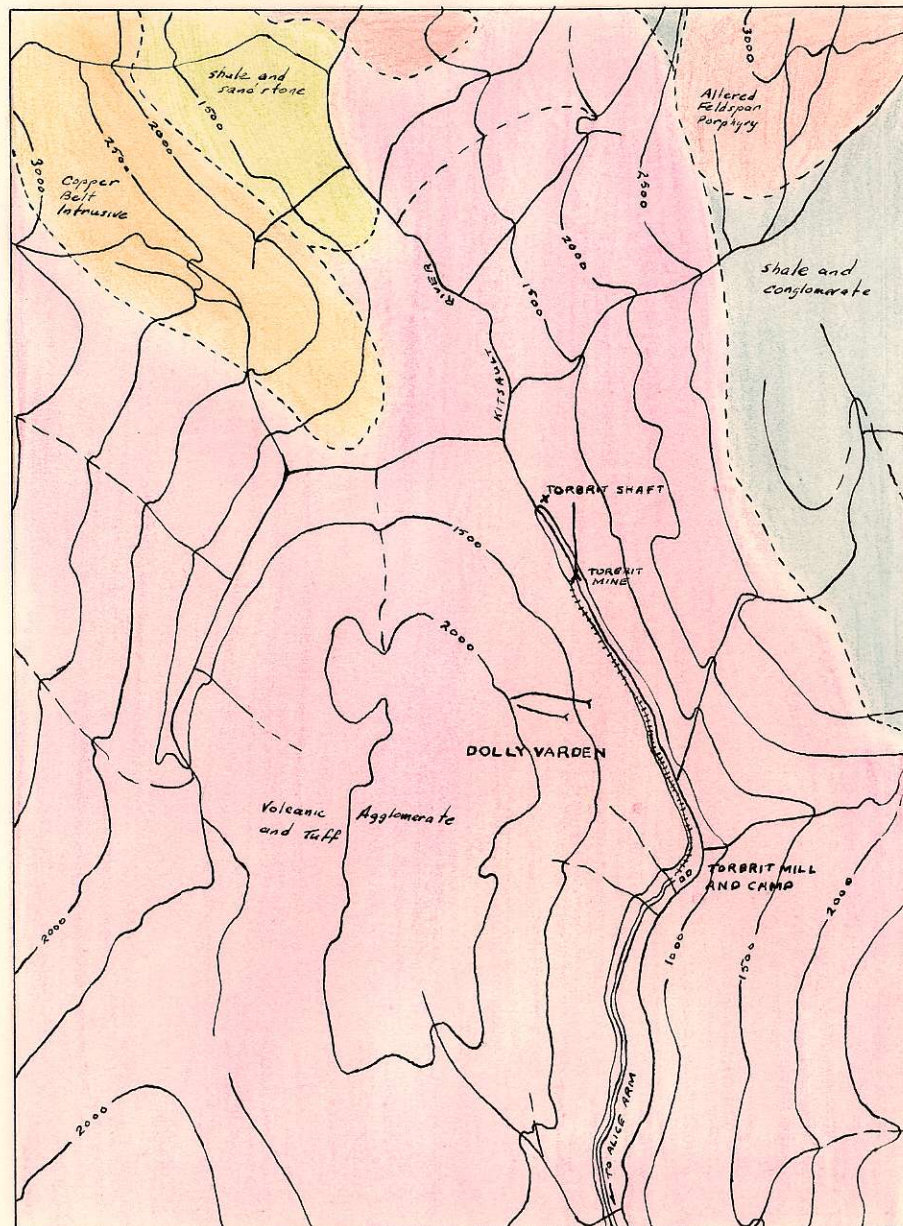 shale and
sandstone
1500
2000
2500
3000
Copper
Belt
Intrusive
3000
Altered
Feldspar
Porphyry
2500
2000
1500
shale and
conglomerate
RIVER
KITSAULT
TORBRIT SHAFT
TORBRIT
MINE
1500
2000
DOLLY VARDEN
Volcanic Agglomerate
and Tuff
TORBRIT MILL
AND CAMP
2000
1000
1500
2000
2000
TO ALICE ARM